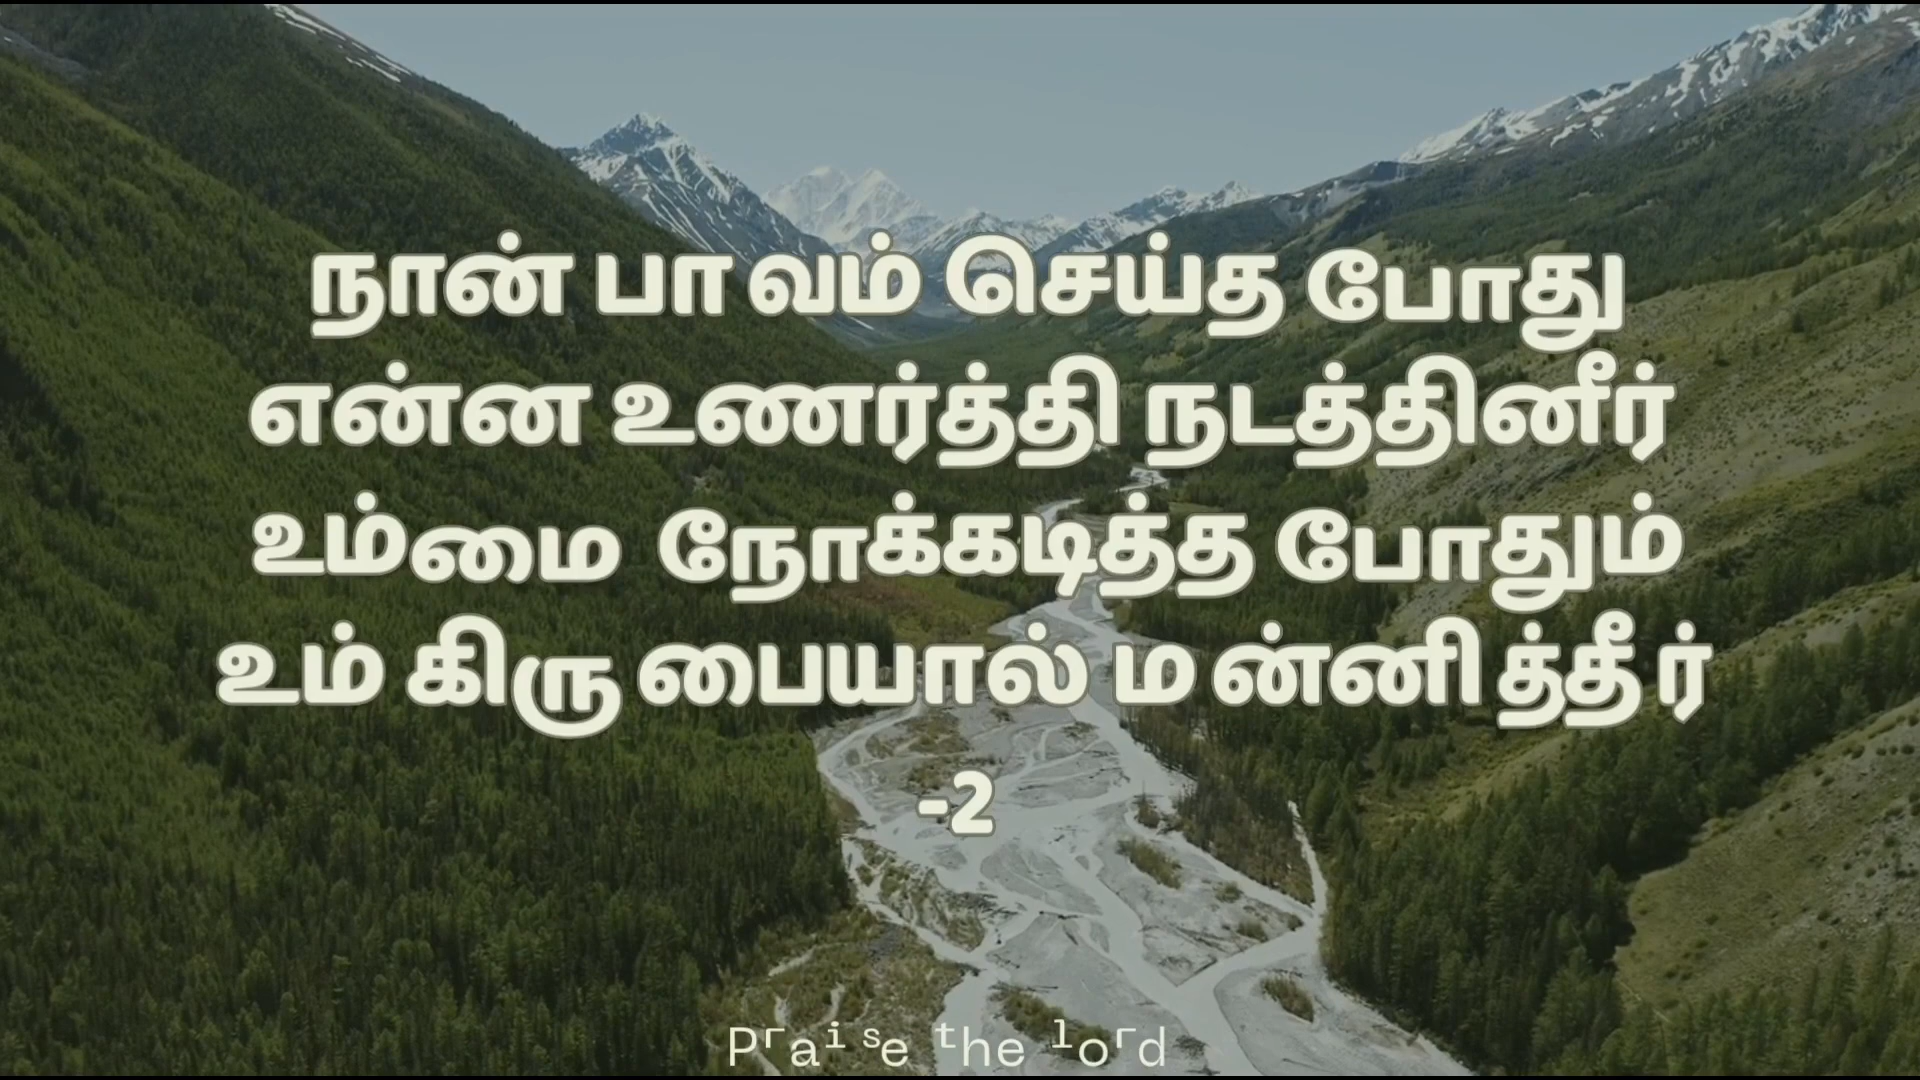 நான் பாவம் செய்த போது
என்ன உணர்த்தி நடத்தினீர்
உம்மை நோக்கடித்த போதும்
உம் கிருபையால் மன்னித்தீர்
-2
Praise the lord